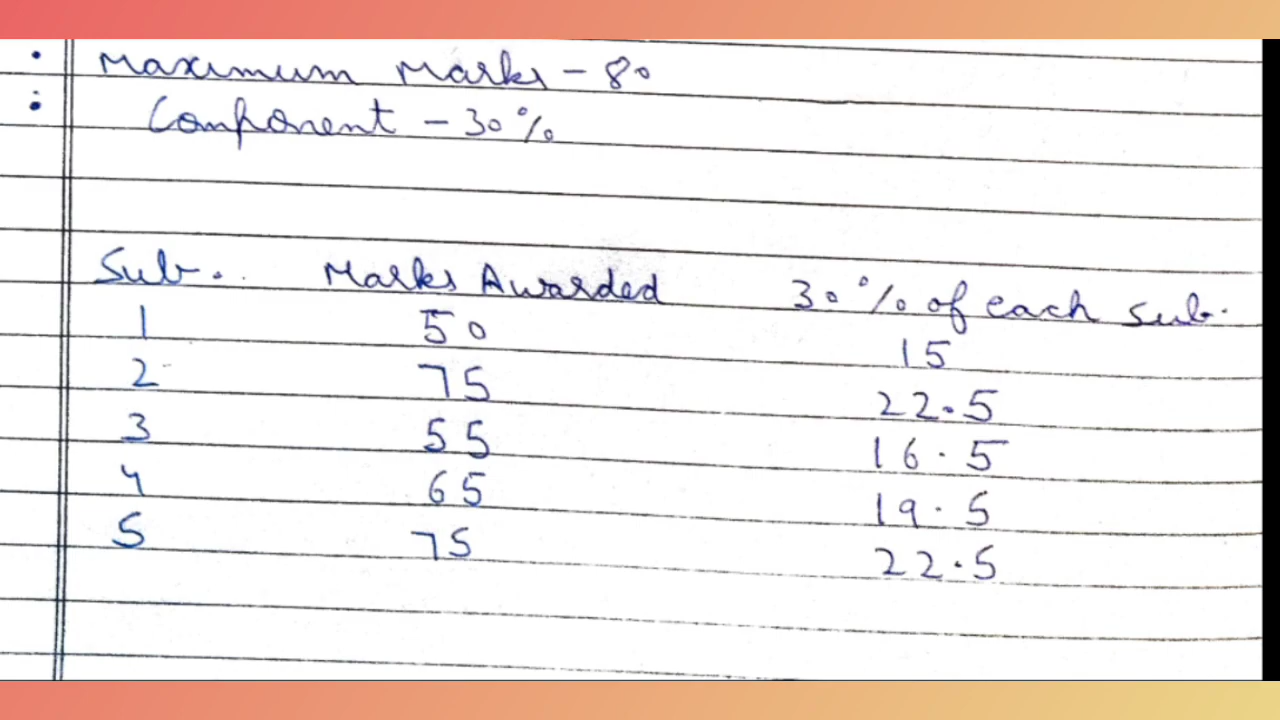 Maximum Marks - 80
Component - 30%
Sub. Marks Awarded 30% of each sub.
1 50 15
2 75 22.5
3 55 16.5
4 65 19.5
5 75 22.5